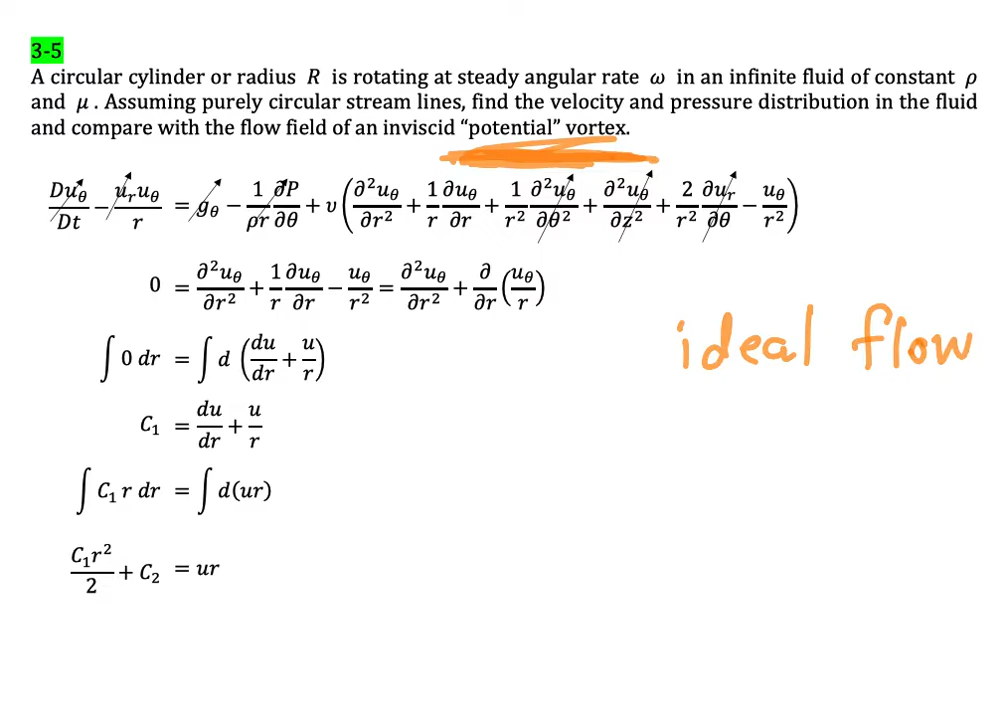 3-5
A circular cylinder or radius R is rotating at steady angular rate ω in an infinite fluid of constant ρ
and μ . Assuming purely circular stream lines, find the velocity and pressure distribution in the fluid
and compare with the flow field of an inviscid “potential” vortex.
Du_θ/Dt − u_r u_θ/r = g_θ − 1/(ρr) ∂P/∂θ + υ(∂²u_θ/∂r² + 1/r ∂u_θ/∂r + 1/r² ∂²u_θ/∂θ² + ∂²u_θ/∂z² + 2/r² ∂u_r/∂θ − u_θ/r²)
0 = ∂²u_θ/∂r² + 1/r ∂u_θ/∂r − u_θ/r² = ∂²u_θ/∂r² + ∂/∂r (u_θ/r)
∫ 0 dr = ∫ d (du/dr + u/r)
ideal flow
C₁ = du/dr + u/r
∫ C₁ r dr = ∫ d(ur)
C₁r²/2 + C₂ = ur